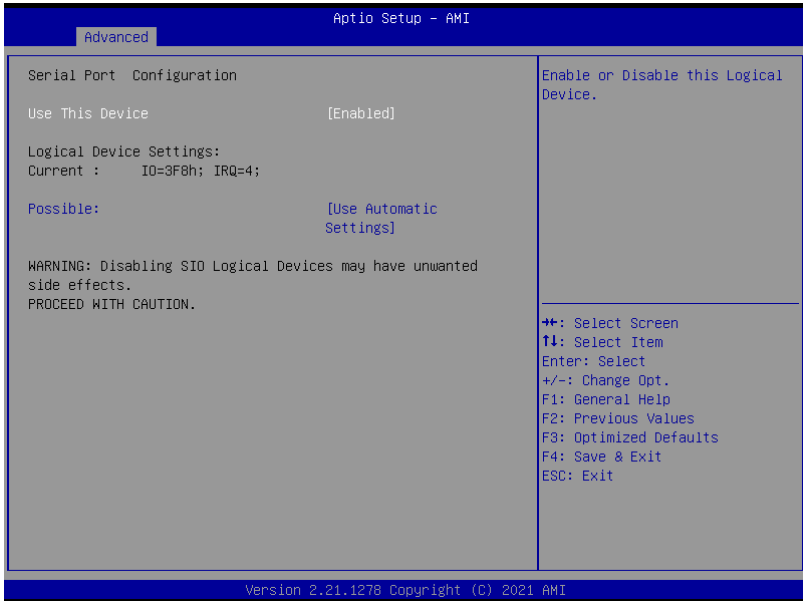 Aptio Setup – AMI
Advanced
Serial Port Configuration
Use This Device [Enabled]
Logical Device Settings:
Current : IO=3F8h; IRQ=4;
Possible: [Use Automatic
Settings]
WARNING: Disabling SIO Logical Devices may have unwanted
side effects.
PROCEED WITH CAUTION.
Enable or Disable this Logical
Device.
→←: Select Screen
↑↓: Select Item
Enter: Select
+/-: Change Opt.
F1: General Help
F2: Previous Values
F3: Optimized Defaults
F4: Save & Exit
ESC: Exit
Version 2.21.1278 Copyright (C) 2021 AMI